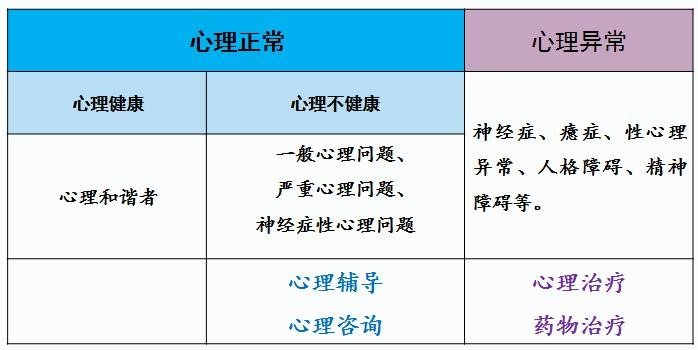 心理正常
心理异常
心理健康
心理不健康
心理和谐者
一般心理问题、
严重心理问题、
神经症性心理问题
神经症、癔症、性心理
异常、人格障碍、精神
障碍等。
心理辅导
心理咨询
心理治疗
药物治疗